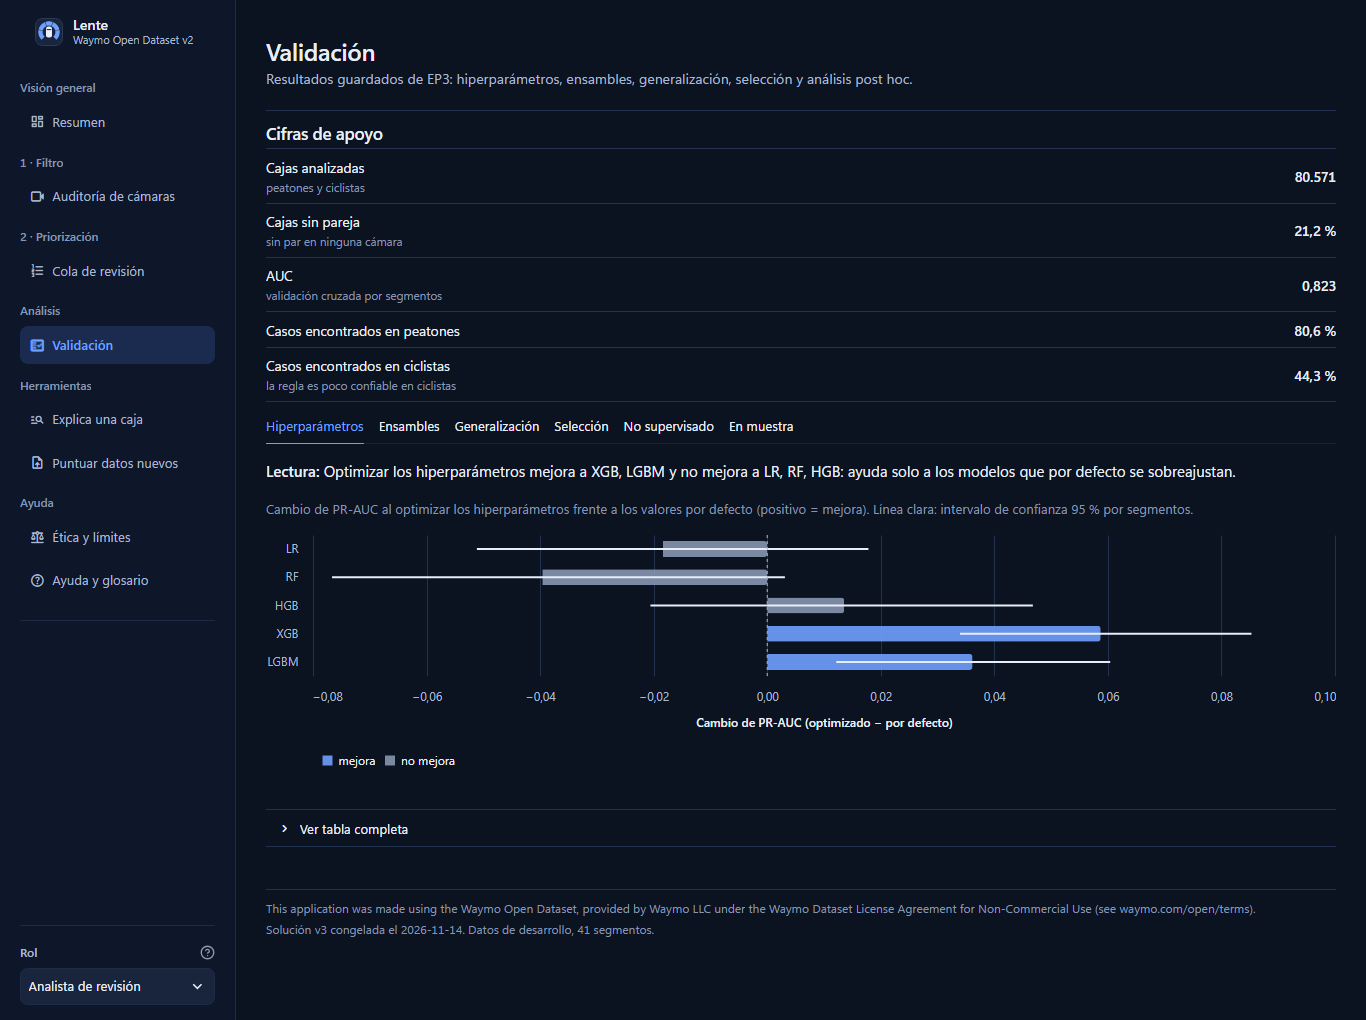 Lente
Waymo Open Dataset v2
Visión general
Resumen
1 · Filtro
Auditoría de cámaras
2 · Priorización
Cola de revisión
Análisis
Validación
Herramientas
Explica una caja
Puntuar datos nuevos
Ayuda
Ética y límites
Ayuda y glosario
Rol
Analista de revisión
Validación
Resultados guardados de EP3: hiperparámetros, ensambles, generalización, selección y análisis post hoc.
Cifras de apoyo
Cajas analizadas
peatones y ciclistas
80.571
Cajas sin pareja
sin par en ninguna cámara
21,2 %
AUC
validación cruzada por segmentos
0,823
Casos encontrados en peatones
80,6 %
Casos encontrados en ciclistas
la regla es poco confiable en ciclistas
44,3 %
Hiperparámetros Ensambles Generalización Selección No supervisado En muestra
Lectura: Optimizar los hiperparámetros mejora a XGB, LGBM y no mejora a LR, RF, HGB: ayuda solo a los modelos que por defecto se sobreajustan.
Cambio de PR-AUC al optimizar los hiperparámetros frente a los valores por defecto (positivo = mejora). Línea clara: intervalo de confianza 95 % por segmentos.
LR
RF
HGB
XGB
LGBM
−0,08 −0,06 −0,04 −0,02 0,00 0,02 0,04 0,06 0,08 0,10
Cambio de PR-AUC (optimizado − por defecto)
mejora no mejora
Ver tabla completa
This application was made using the Waymo Open Dataset, provided by Waymo LLC under the Waymo Dataset License Agreement for Non-Commercial Use (see waymo.com/open/terms).
Solución v3 congelada el 2026-11-14. Datos de desarrollo, 41 segmentos.